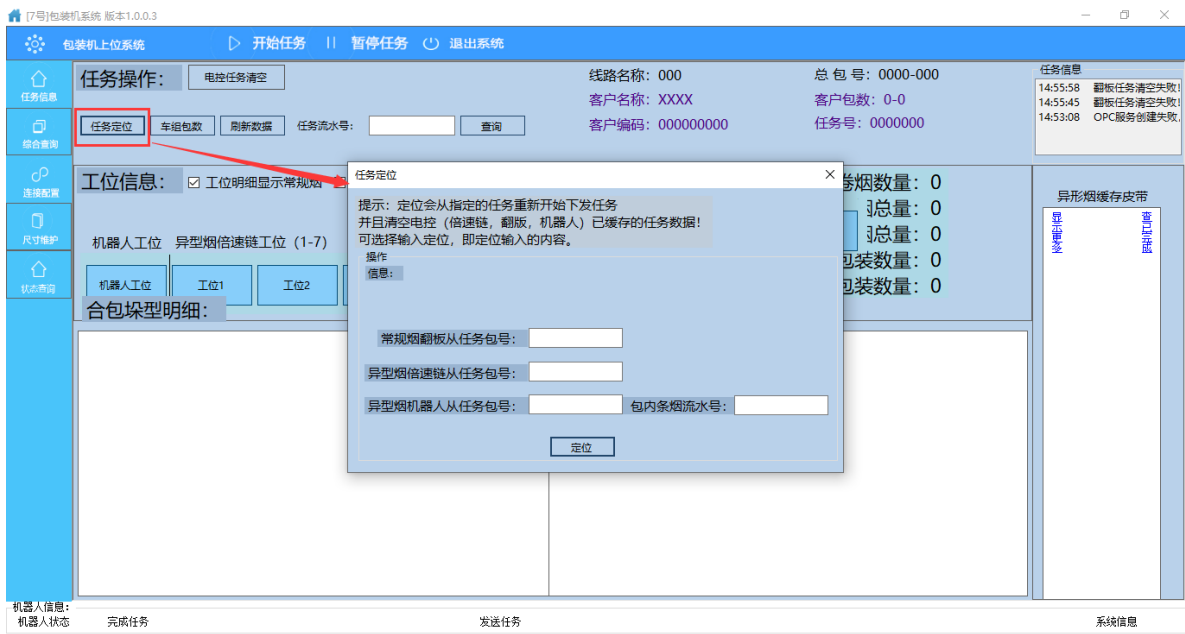 [7号]包装机系统 版本1.0.0.3
包装机上位系统
开始任务
暂停任务
退出系统
任务信息
综合查询
连接配置
尺寸维护
状态查询
任务操作：
电控任务清空
任务定位
车组包数
刷新数据
任务流水号：
查询
线路名称：000
客户名称：XXXX
客户编码：000000000
总 包 号：0000-000
客户包数：0-0
任务号：0000000
任务信息
14:55:58 翻板任务清空失败!
14:55:45 翻板任务清空失败!
14:53:08 OPC服务创建失败,
工位信息：
工位明细显示常规烟
机器人工位
异型烟倍速链工位（1-7）
机器人工位
工位1
工位2
合包垛型明细：
卷烟数量：0
总量：0
总量：0
包装数量：0
包装数量：0
异形烟缓存皮带
显示更多
查已完成
任务定位
提示：定位会从指定的任务重新开始下发任务
并且清空电控（倍速链，翻版，机器人）已缓存的任务数据！
可选择输入定位，即定位输入的内容。
操作
信息：
常规烟翻板从任务包号：
异型烟倍速链从任务包号：
异型烟机器人从任务包号：
包内条烟流水号：
定位
机器人信息：
机器人状态
完成任务
发送任务
系统信息